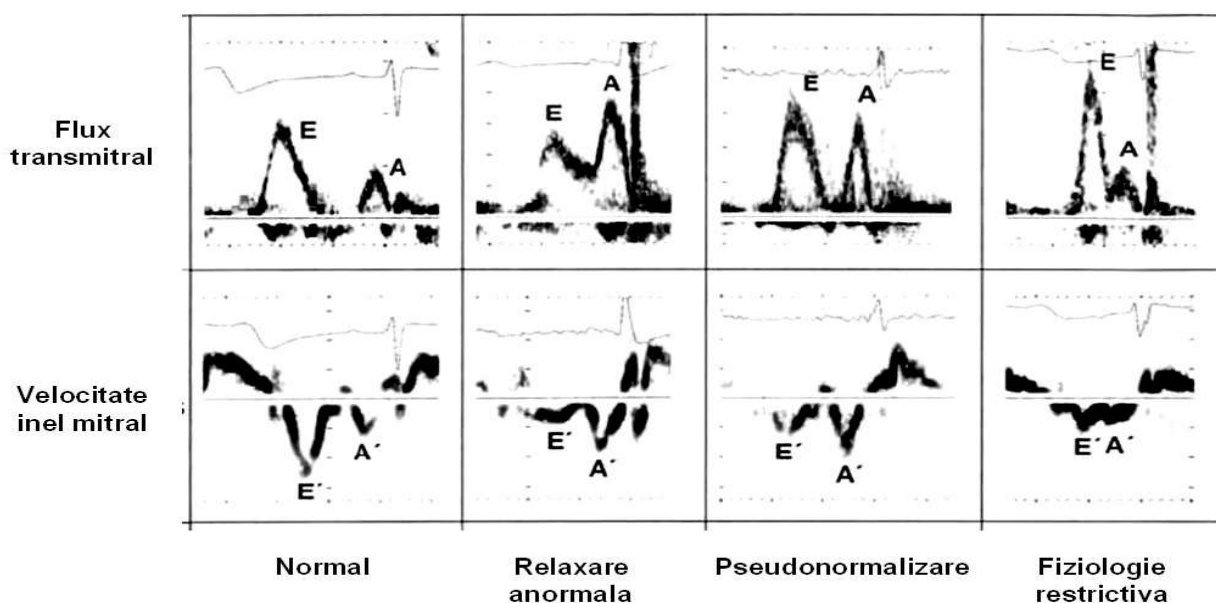 Flux
transmitral
E
A
E
A
E
A
E
A
Velocitate
inel mitral
E´
A´
E´
A´
E´
A´
E´ A´
Normal
Relaxare
anormala
Pseudonormalizare
Fiziologie
restrictiva